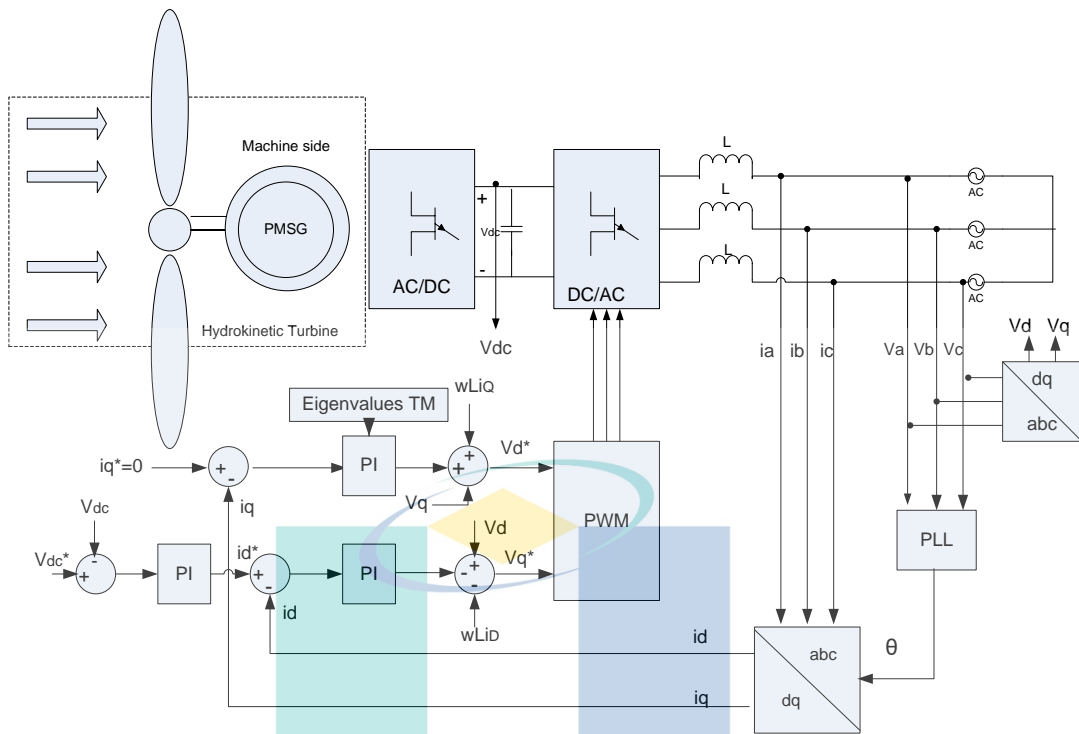 Machine side
PMSG
Hydrokinetic Turbine
AC/DC
+
Vdc
-
Vdc
DC/AC
L
L
L
AC
AC
AC
ia
ib
ic
Va
Vb
Vc
Vd
Vq
dq
abc
Eigenvalues TM
wLiQ
iq*=0
+
-
iq
PI
+
+
Vq
Vd*
PWM
Vdc
Vdc*
-
+
PI
id*
+
-
id
PI
Vd
-
+
-
Vq*
wLiD
PLL
θ
id
iq
abc
dq